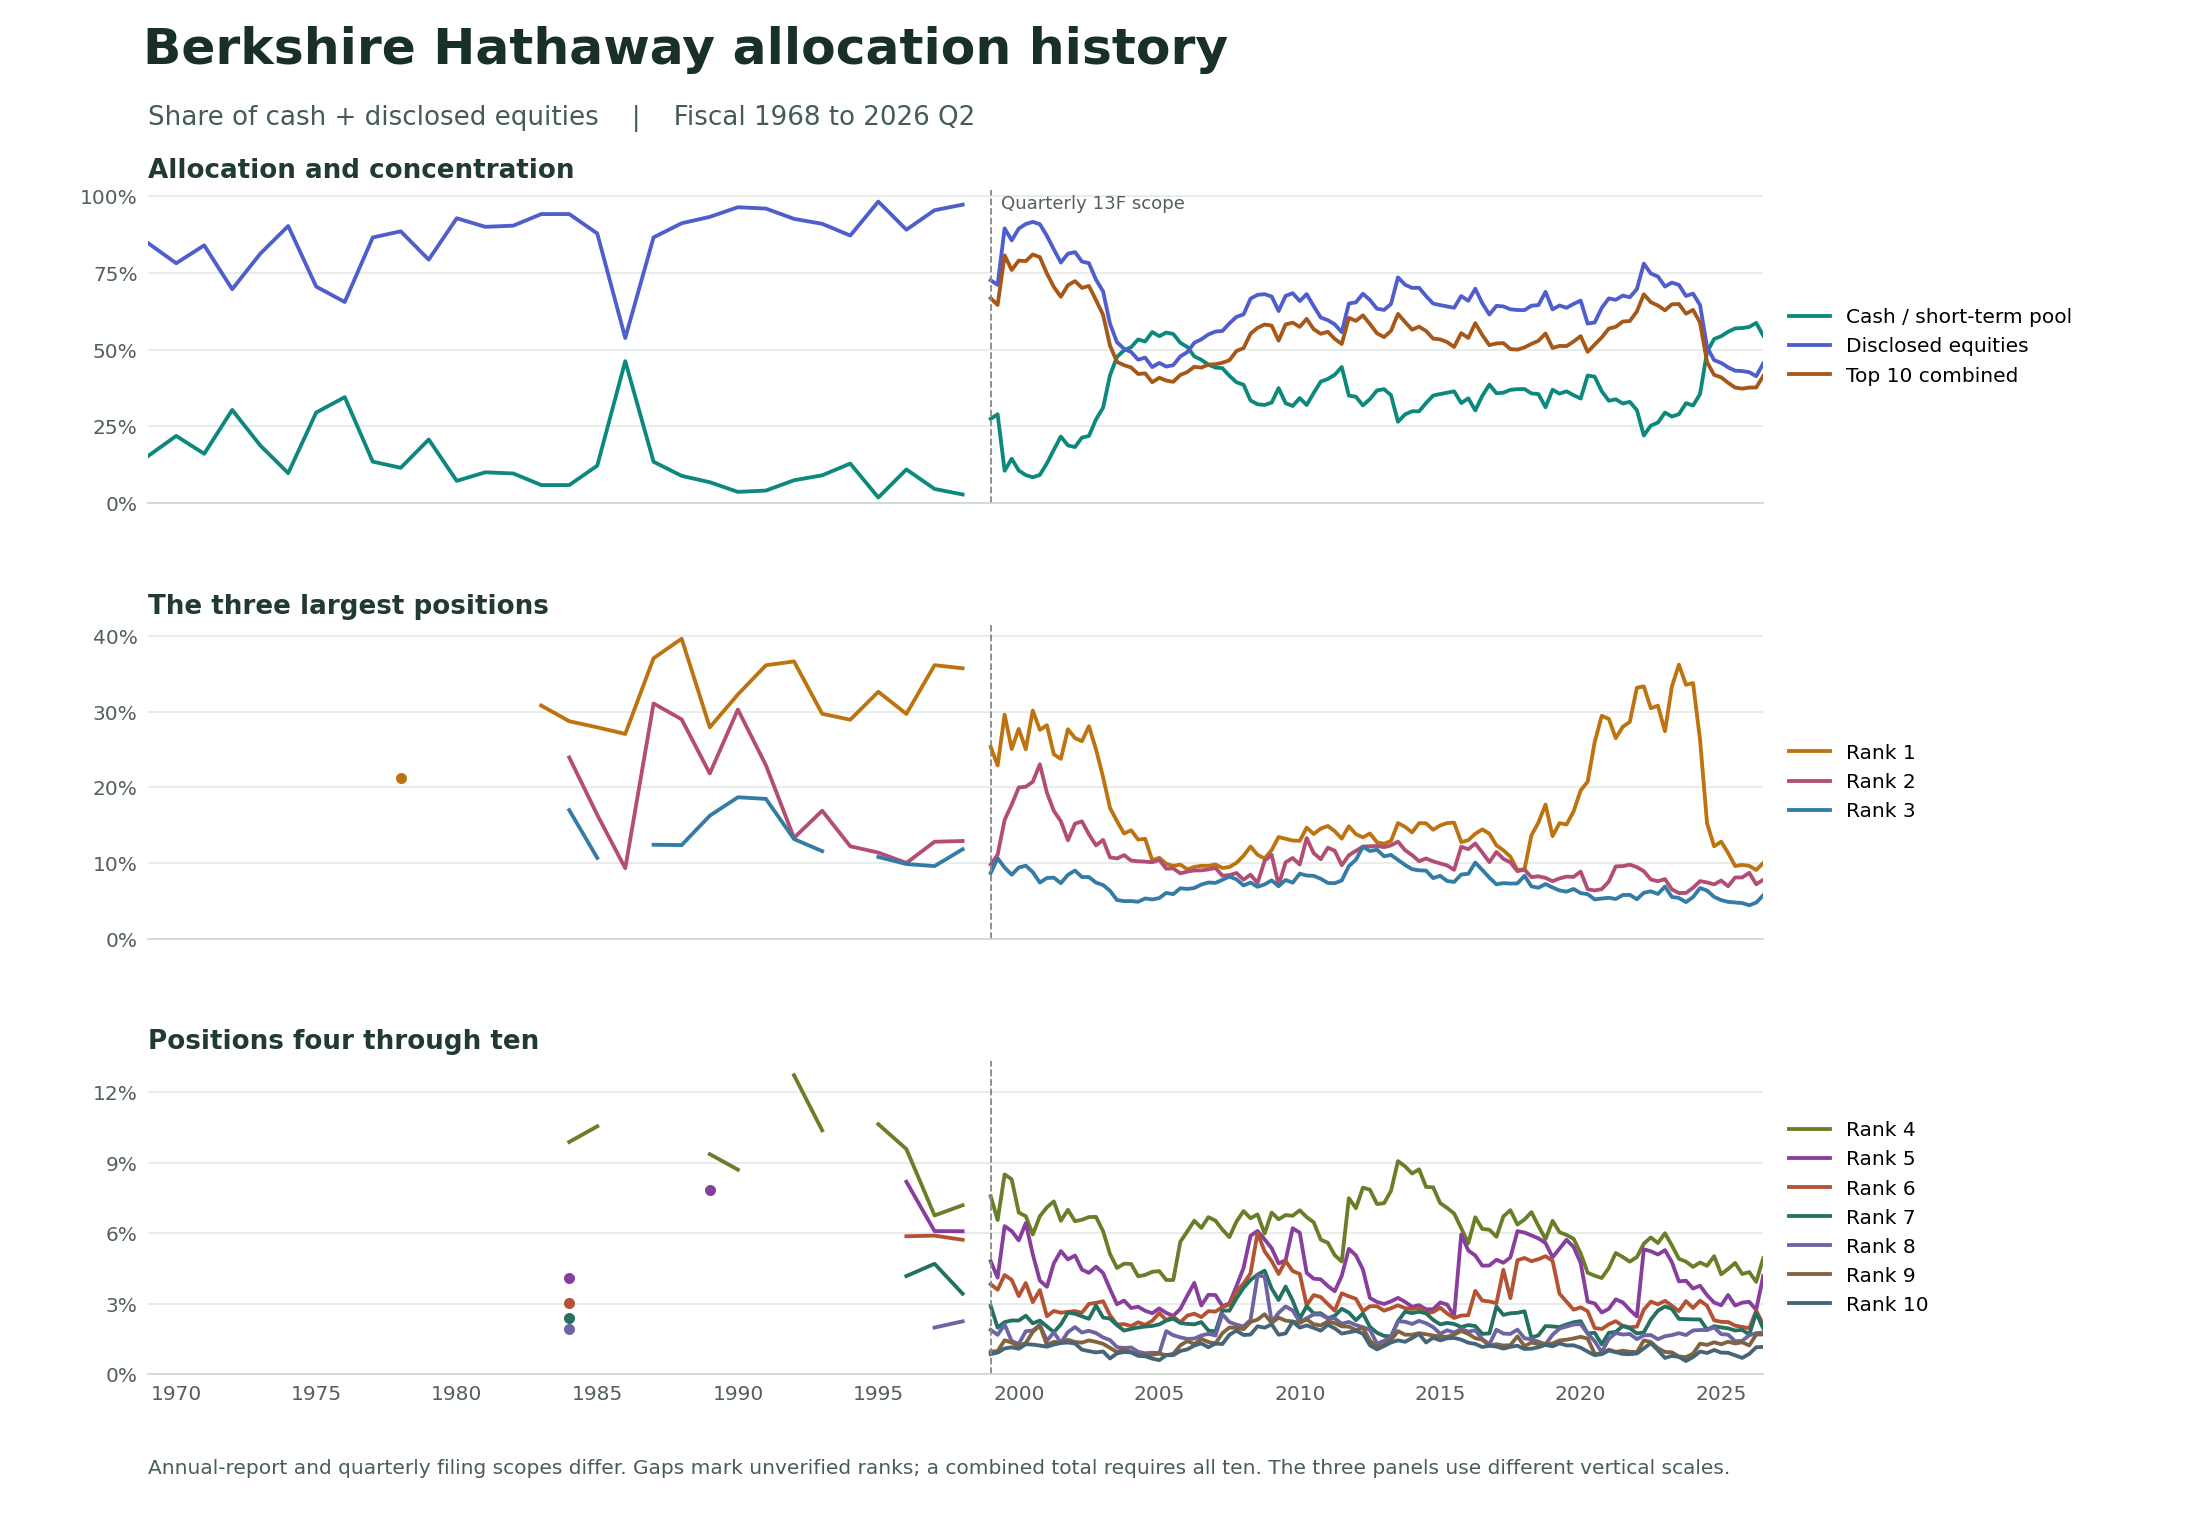 Berkshire Hathaway allocation history
Share of cash + disclosed equities | Fiscal 1968 to 2026 Q2
Allocation and concentration
100%
75%
50%
25%
0%
Quarterly 13F scope
Cash / short-term pool
Disclosed equities
Top 10 combined
The three largest positions
40%
30%
20%
10%
0%
Rank 1
Rank 2
Rank 3
Positions four through ten
12%
9%
6%
3%
0%
Rank 4
Rank 5
Rank 6
Rank 7
Rank 8
Rank 9
Rank 10
1970 1975 1980 1985 1990 1995 2000 2005 2010 2015 2020 2025
Annual-report and quarterly filing scopes differ. Gaps mark unverified ranks; a combined total requires all ten. The three panels use different vertical scales.